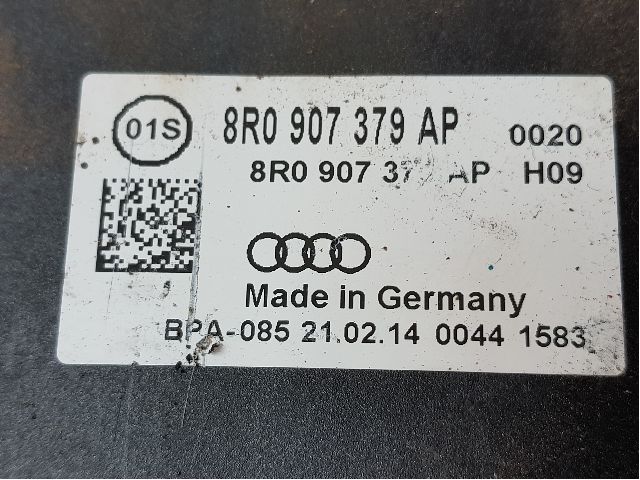 01S 8R0 907 379 AP 0020
8R0 907 37 AP H09
Made in Germany
BPA-085 21.02.14 0044 1583